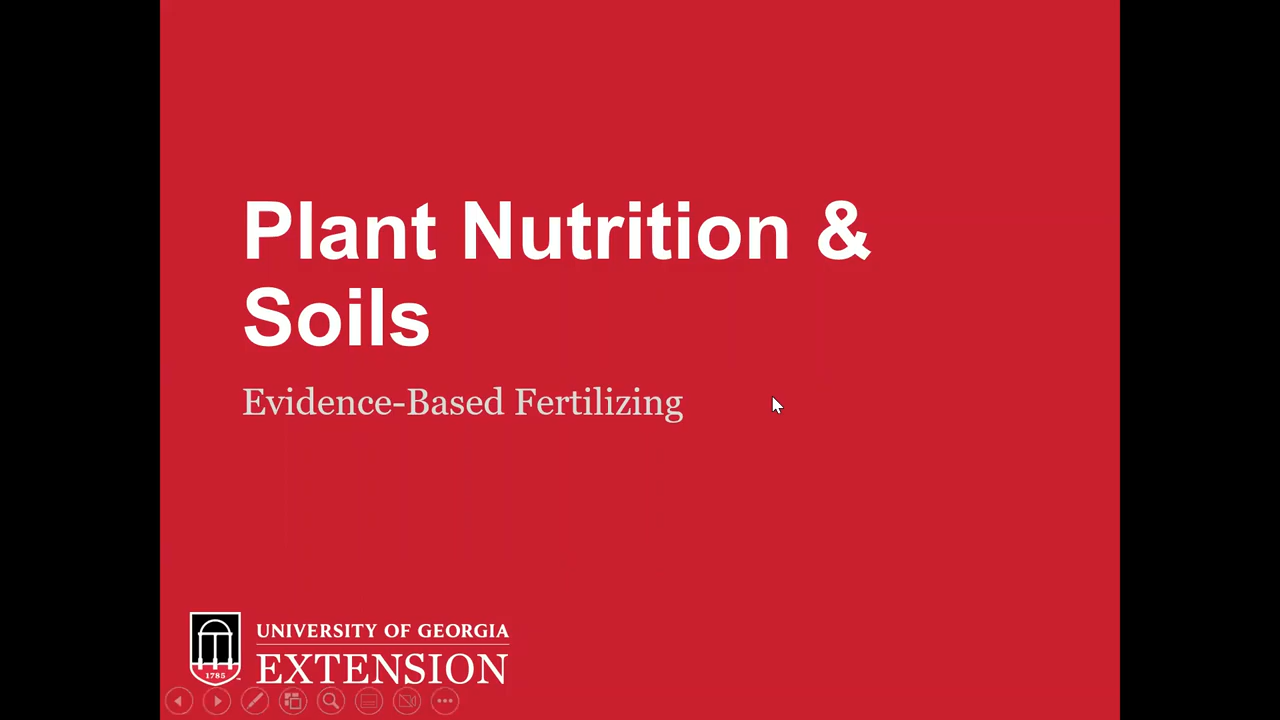 Plant Nutrition &
Soils
Evidence-Based Fertilizing
UNIVERSITY OF GEORGIA
EXTENSION
1785